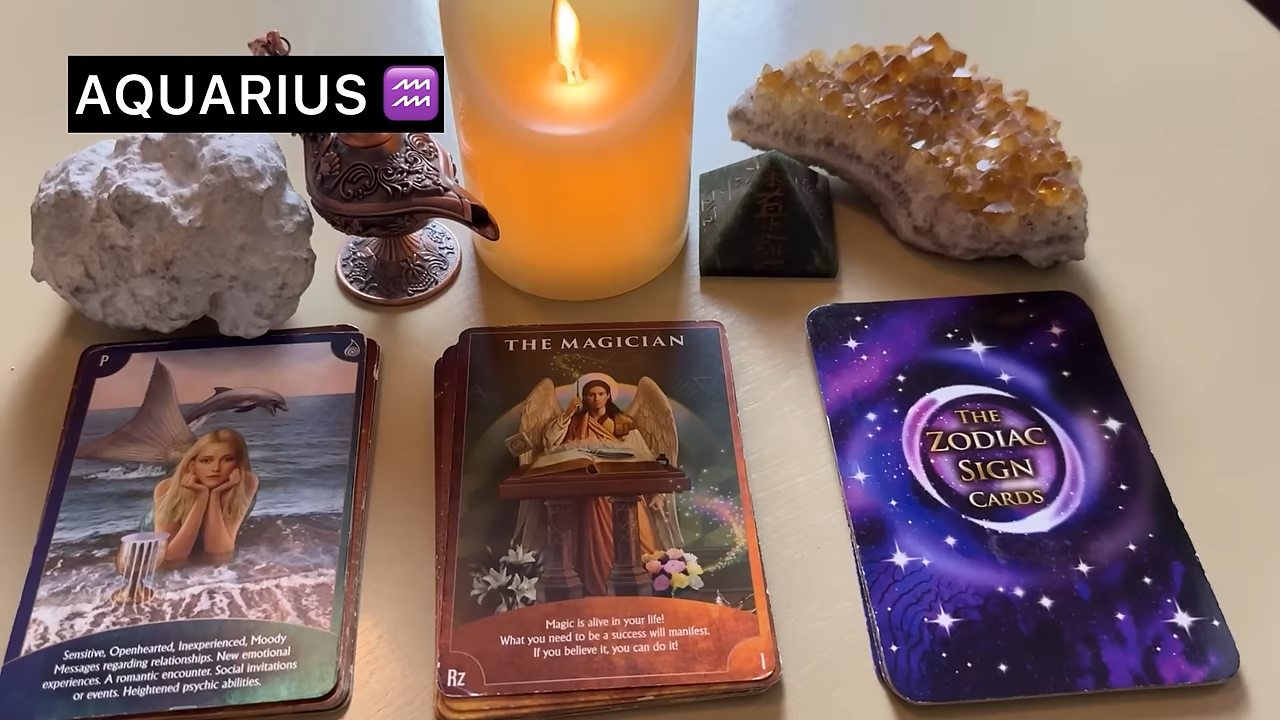 AQUARIUS ♒
P
Sensitive, Openhearted, Inexperienced, Moody
Messages regarding relationships. New emotional
experiences. A romantic encounter. Social invitations
or events. Heightened psychic abilities.
THE MAGICIAN
Magic is alive in your life!
What you need to be a success will manifest.
If you believe it, you can do it!
Rz
I
THE
ZODIAC
SIGN
CARDS